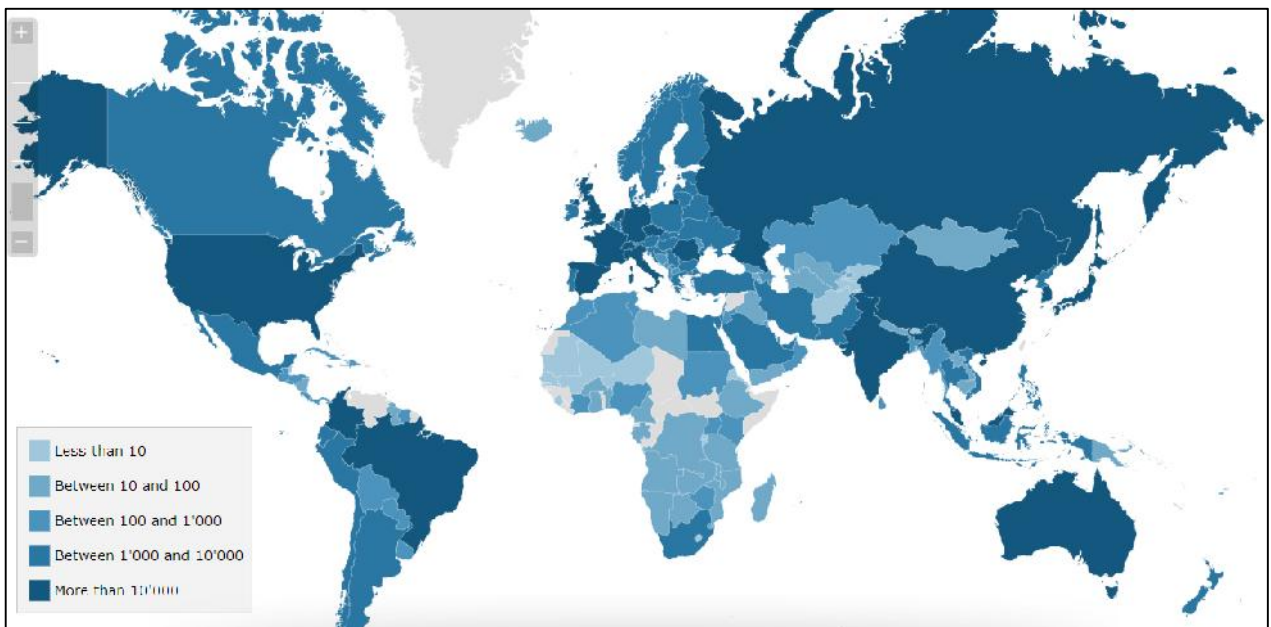 +
−
Less than 10
Between 10 and 100
Between 100 and 1'000
Between 1'000 and 10'000
More than 10'000